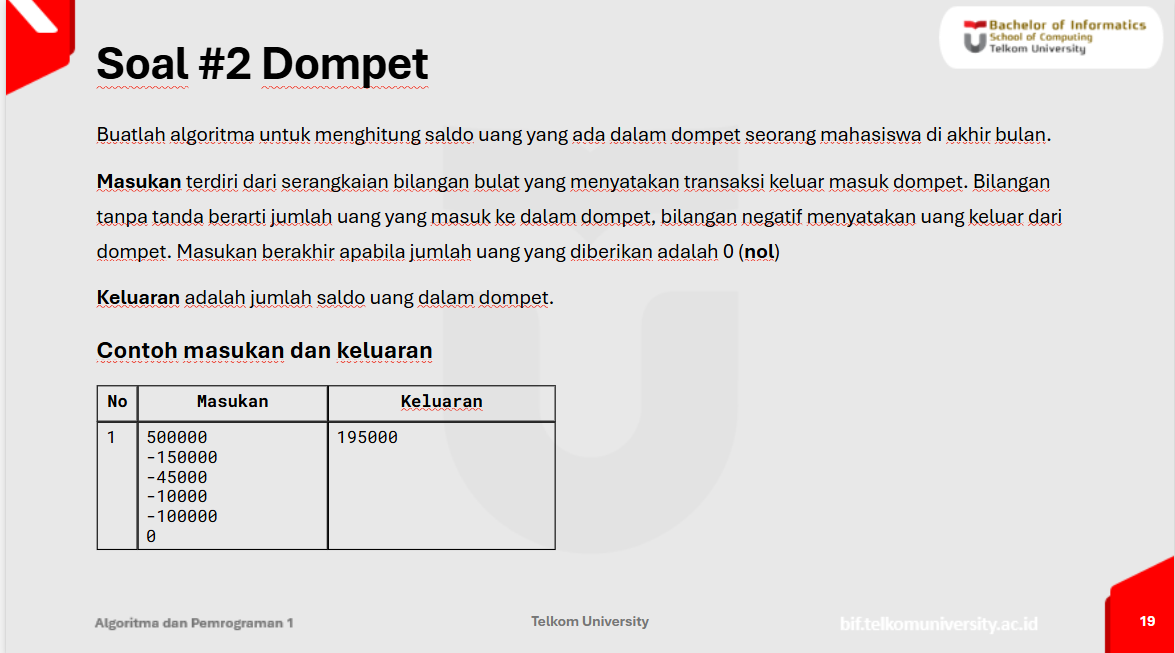 Bachelor of Informatics
School of Computing
Telkom University
Soal #2 Dompet
Buatlah algoritma untuk menghitung saldo uang yang ada dalam dompet seorang mahasiswa di akhir bulan.
Masukan terdiri dari serangkaian bilangan bulat yang menyatakan transaksi keluar masuk dompet. Bilangan
tanpa tanda berarti jumlah uang yang masuk ke dalam dompet, bilangan negatif menyatakan uang keluar dari
dompet. Masukan berakhir apabila jumlah uang yang diberikan adalah 0 (nol)
Keluaran adalah jumlah saldo uang dalam dompet.
Contoh masukan dan keluaran
No Masukan Keluaran
1 500000 195000
-150000
-45000
-10000
-100000
0
Algoritma dan Pemrograman 1 Telkom University bif.telkomuniversity.ac.id 19